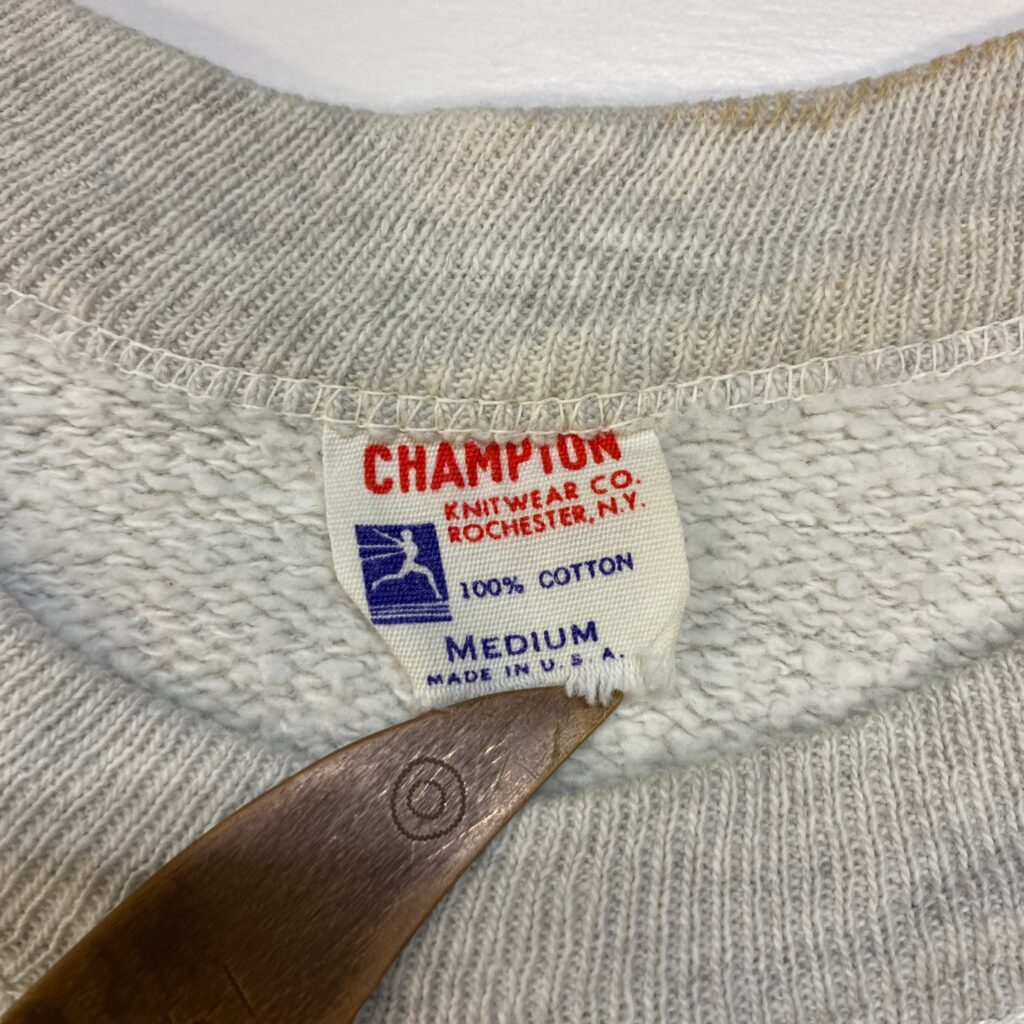 CHAMPION
KNITWEAR CO.
ROCHESTER, N.Y.
100% COTTON
MEDIUM
MADE IN U.S.A.